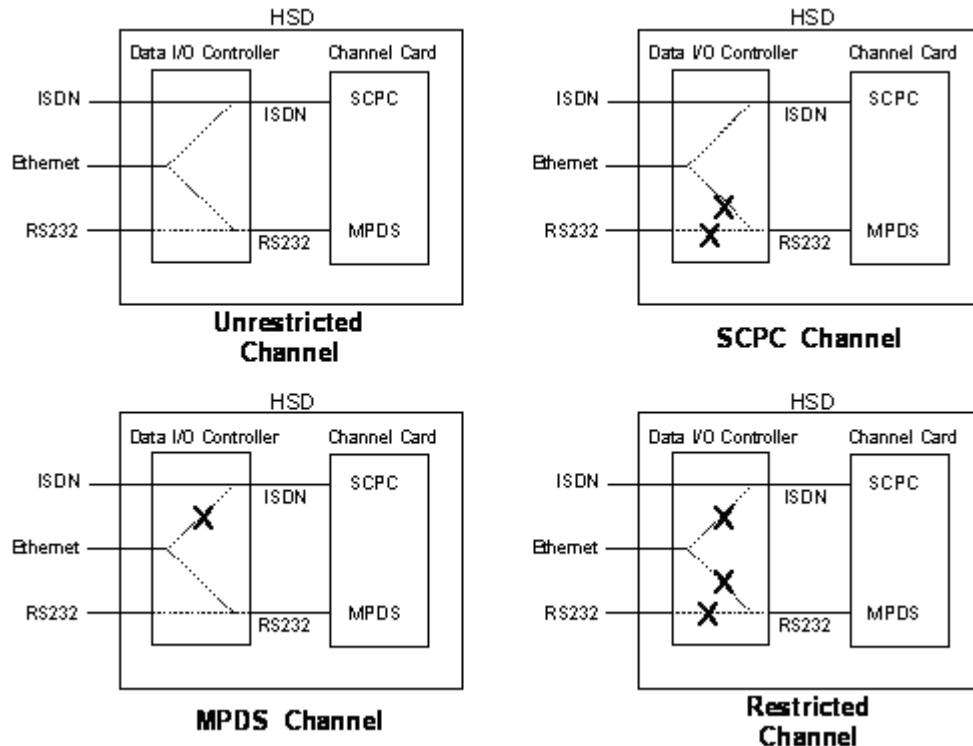 HSD
Data I/O Controller Channel Card
ISDN ISDN SCPC
Ethernet
RS232 RS232 MPDS
Unrestricted
Channel
HSD
Data I/O Controller Channel Card
ISDN ISDN SCPC
Ethernet
RS232 RS232 MPDS
SCPC Channel
HSD
Data I/O Controller Channel Card
ISDN ISDN SCPC
Ethernet
RS232 RS232 MPDS
MPDS Channel
HSD
Data I/O Controller Channel Card
ISDN ISDN SCPC
Ethernet
RS232 RS232 MPDS
Restricted
Channel